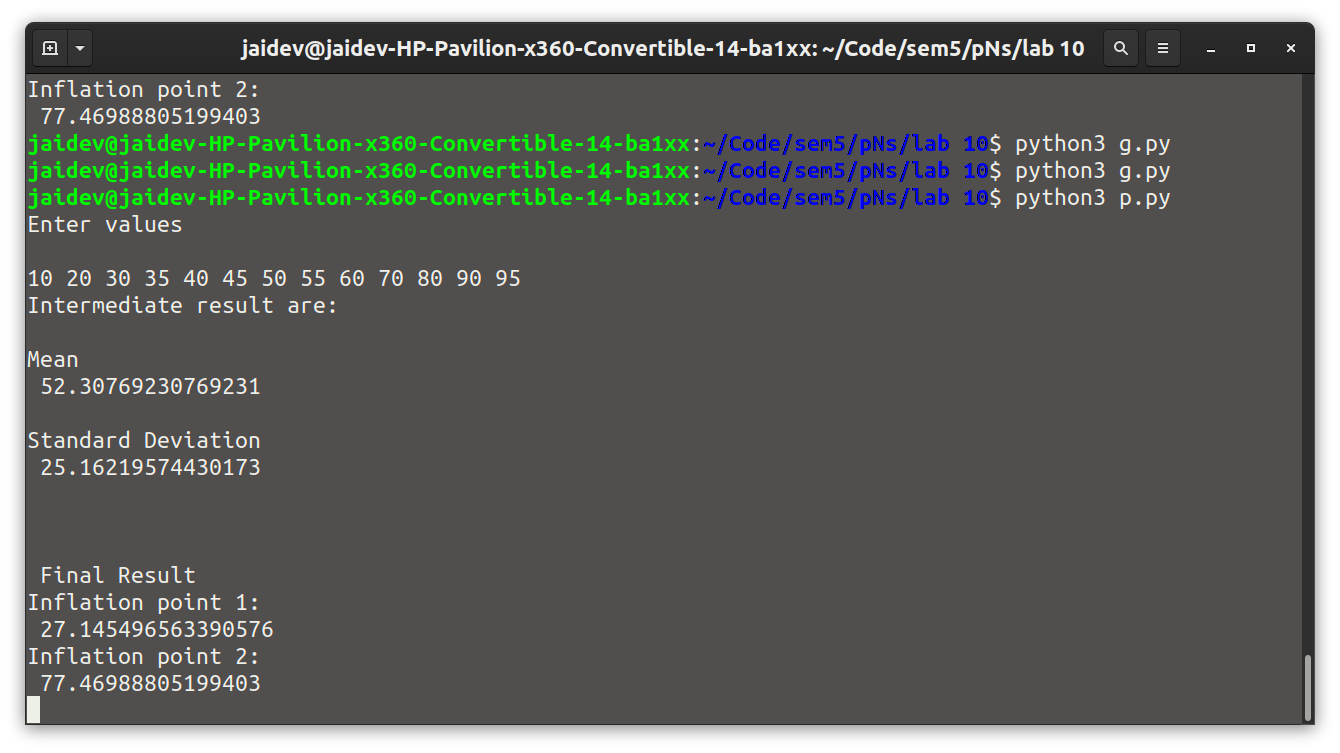 jaidev@jaidev-HP-Pavilion-x360-Convertible-14-ba1xx: ~/Code/sem5/pNs/lab 10
Inflation point 2:
77.46988805199403
jaidev@jaidev-HP-Pavilion-x360-Convertible-14-ba1xx:~/Code/sem5/pNs/lab 10$ python3 g.py
jaidev@jaidev-HP-Pavilion-x360-Convertible-14-ba1xx:~/Code/sem5/pNs/lab 10$ python3 g.py
jaidev@jaidev-HP-Pavilion-x360-Convertible-14-ba1xx:~/Code/sem5/pNs/lab 10$ python3 p.py
Enter values
10 20 30 35 40 45 50 55 60 70 80 90 95
Intermediate result are:
Mean
52.30769230769231
Standard Deviation
25.16219574430173
Final Result
Inflation point 1:
27.145496563390576
Inflation point 2:
77.46988805199403